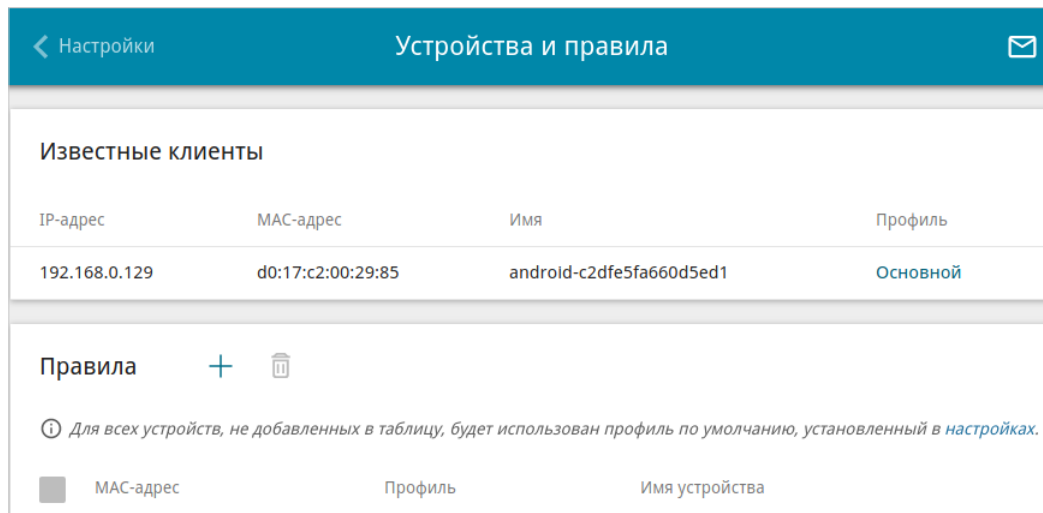 Настройки Устройства и правила
Известные клиенты
IP-адрес MAC-адрес Имя Профиль
192.168.0.129 d0:17:c2:00:29:85 android-c2dfe5fa660d5ed1 Основной
Правила
Для всех устройств, не добавленных в таблицу, будет использован профиль по умолчанию, установленный в настройках.
MAC-адрес Профиль Имя устройства